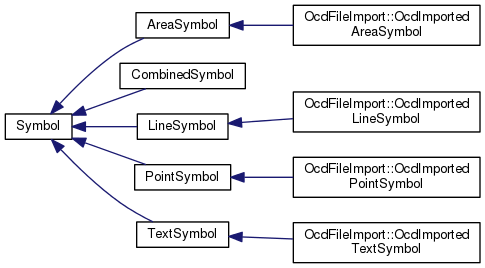 AreaSymbol
OcdFileImport::OcdImported
AreaSymbol
CombinedSymbol
Symbol
LineSymbol
OcdFileImport::OcdImported
LineSymbol
PointSymbol
OcdFileImport::OcdImported
PointSymbol
TextSymbol
OcdFileImport::OcdImported
TextSymbol